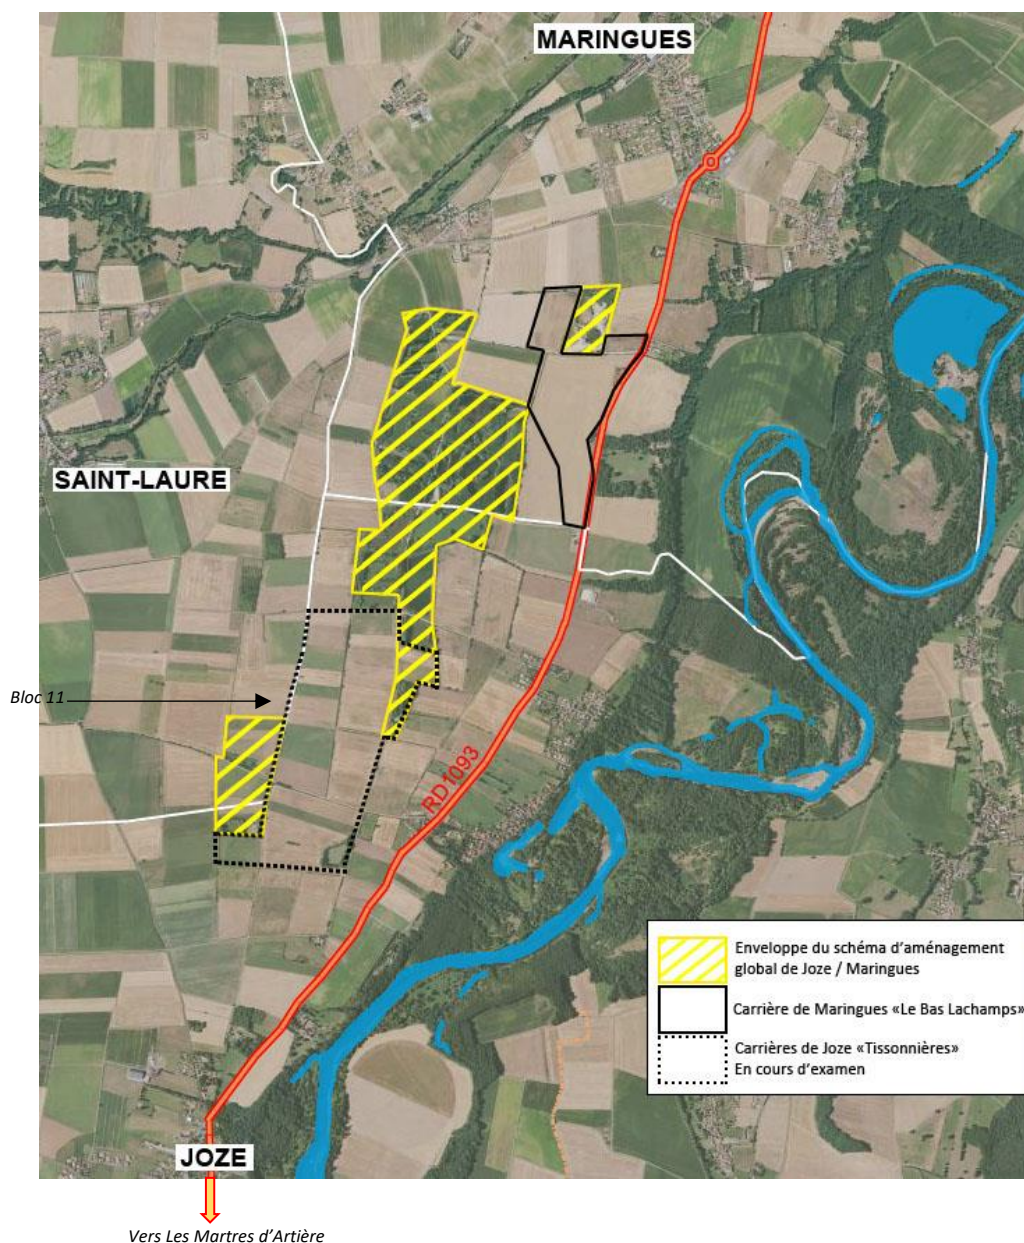 MARINGUES
SAINT-LAURE
Bloc 11
RD1093
Enveloppe du schéma d'aménagement
global de Joze / Maringues
Carrière de Maringues «Le Bas Lachamps»
Carrières de Joze «Tissonnières»
En cours d'examen
JOZE
Vers Les Martres d'Artière